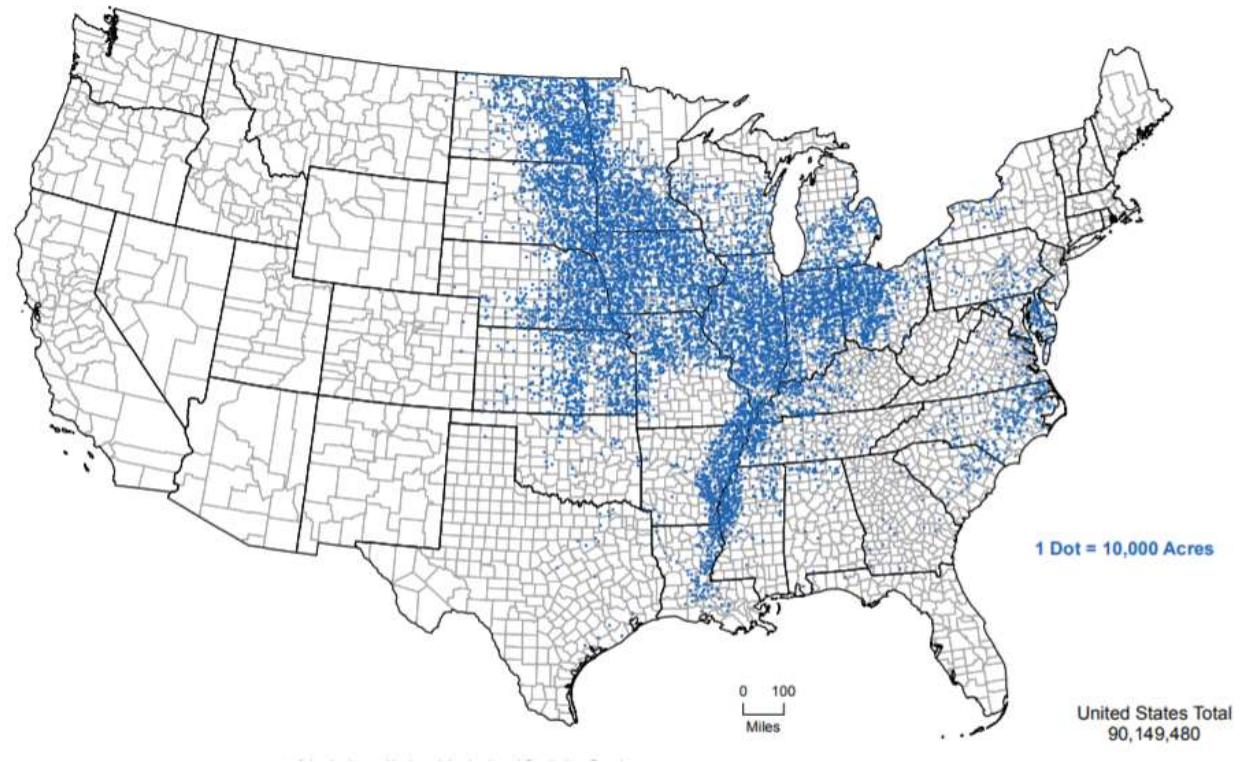 1 Dot = 10,000 Acres
0 100
Miles
United States Total
90,149,480